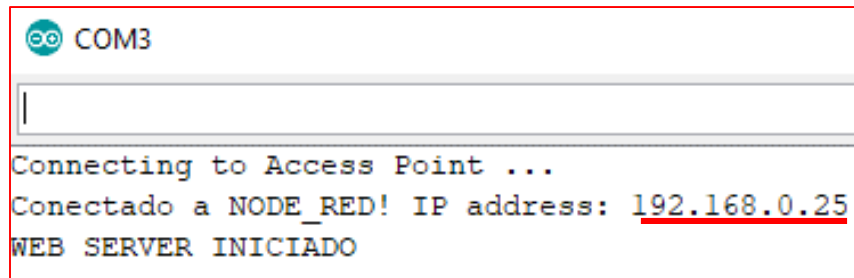 COM3
Connecting to Access Point ...
Conectado a NODE_RED! IP address: 192.168.0.25
WEB SERVER INICIADO